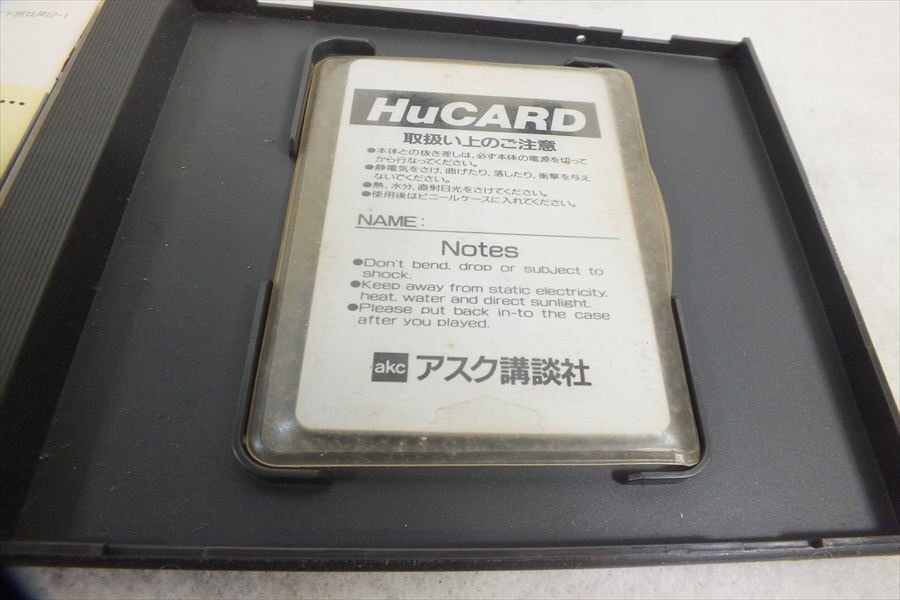 下宮比町2-1
HuCARD
取扱い上のご注意
●本体との抜き差しは、必ず本体の電源を切って
から行なってください。
●静電気をさけ、曲げたり、落したり、衝撃を与え
ないでください。
●熱、水分、直射日光をさけてください。
●使用後はビニールケースに入れてください。
NAME:
Notes
●Don't bend, drop or subject to
shock.
●Keep away from static electricity,
heat, water and direct sunlight.
●Please put back in-to the case
after you played.
akc アスク講談社